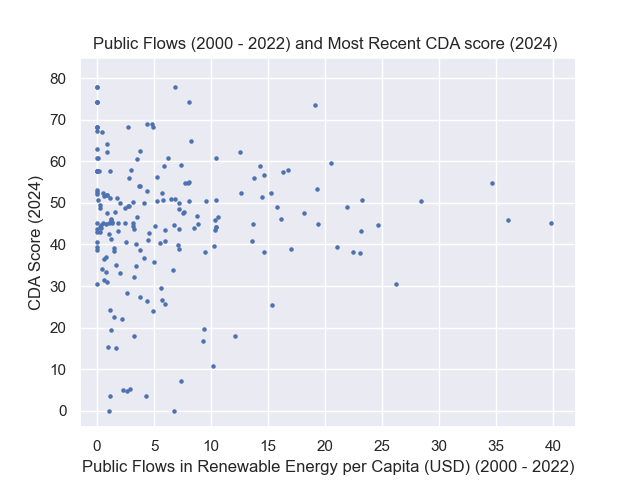 Public Flows (2000 - 2022) and Most Recent CDA score (2024)
80
70
60
50
40
30
20
10
0
CDA Score (2024)
0 5 10 15 20 25 30 35 40
Public Flows in Renewable Energy per Capita (USD) (2000 - 2022)